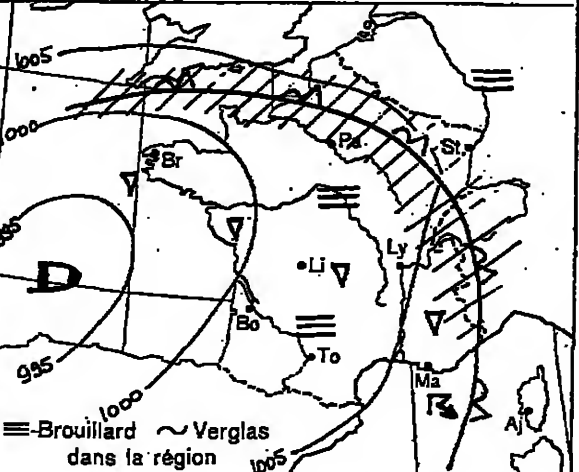 1005
1000
Pa.
St.
Br
995
Ly
Li
D
Bo
To
995
Ma
1000
Aj
≡-Brouillard ∼ Verglas
dans la région
1005